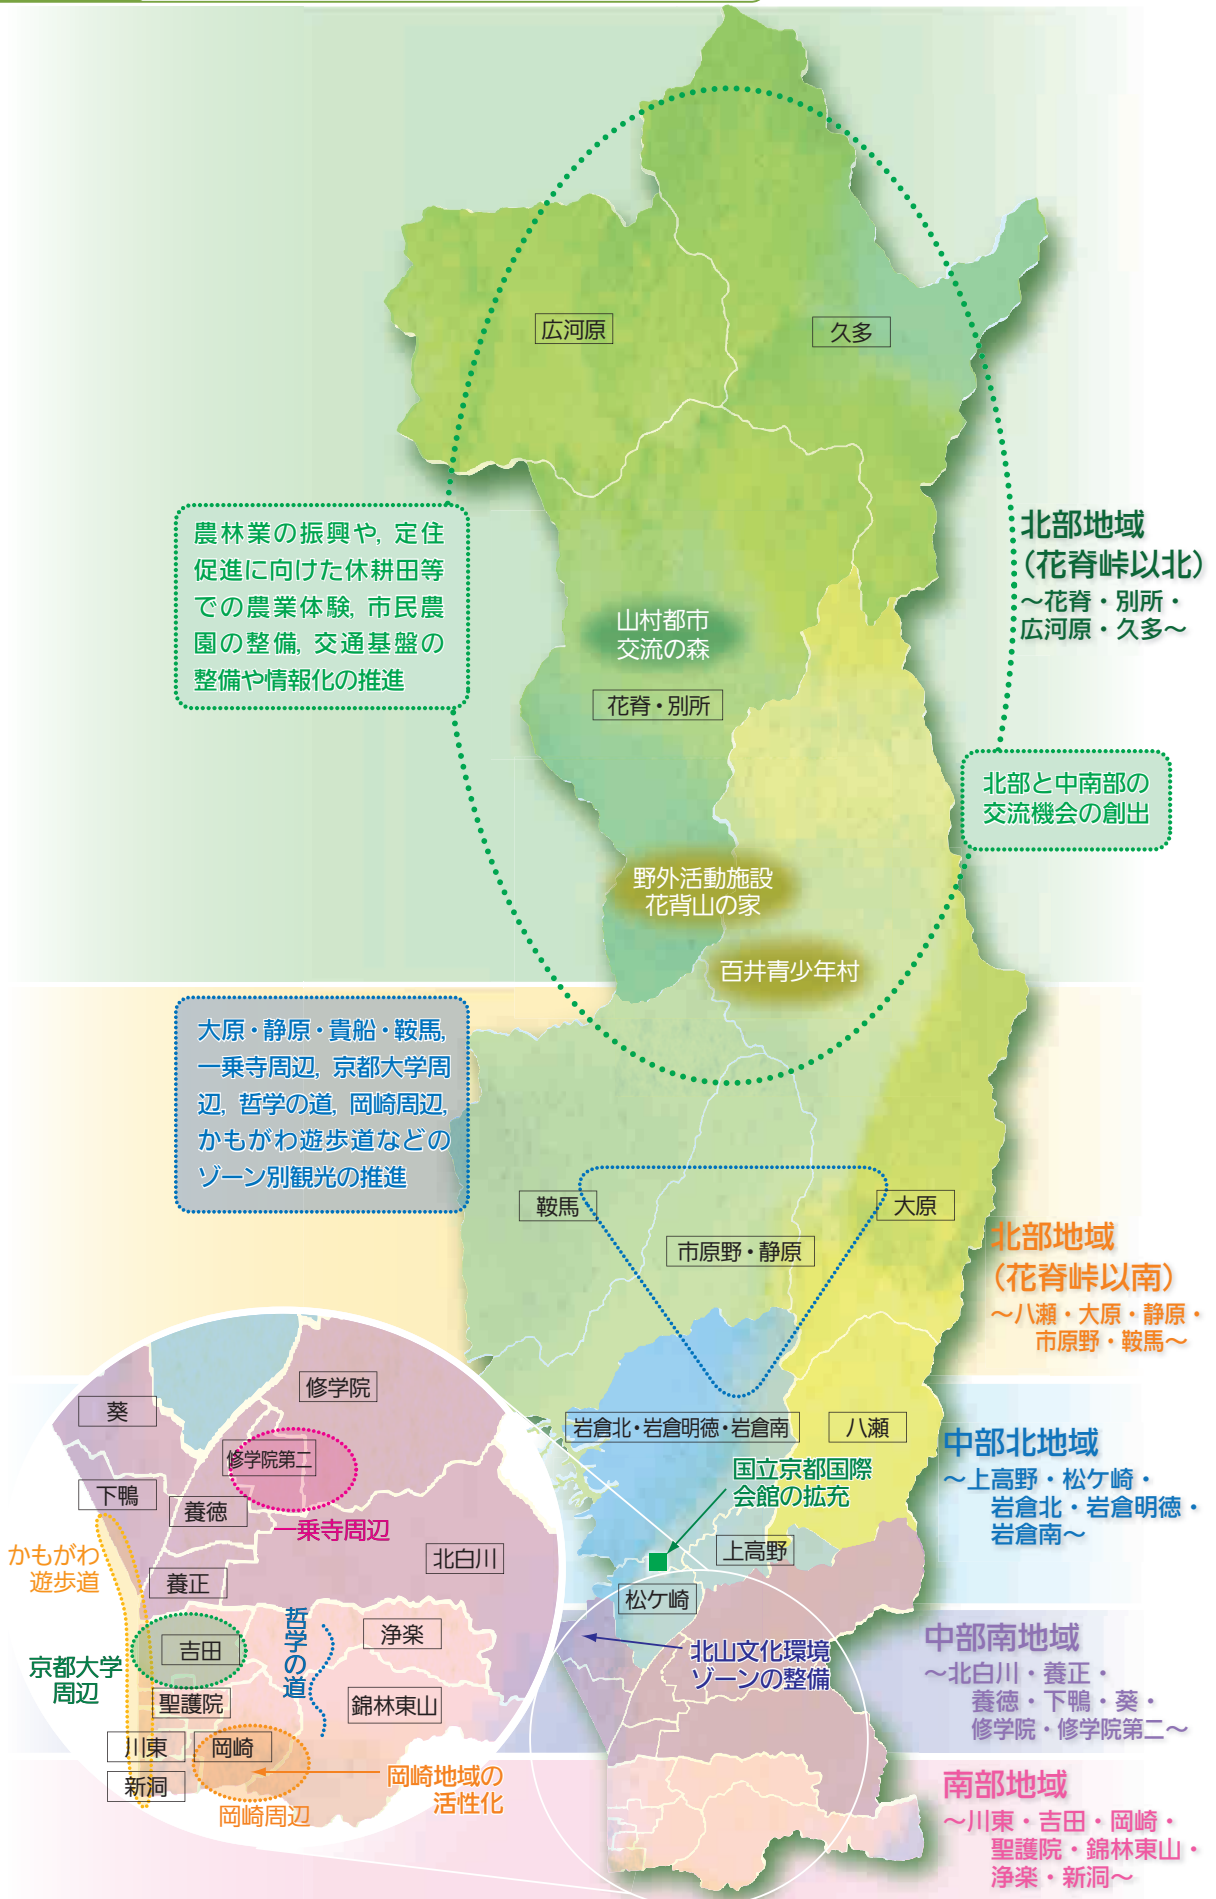 広河原
久多
農林業の振興や, 定住
促進に向けた休耕田等
での農業体験, 市民農
園の整備, 交通基盤の
整備や情報化の推進
北部地域
（花脊峠以北）
～花脊・別所・
広河原・久多～
山村都市
交流の森
花脊・別所
北部と中南部の
交流機会の創出
野外活動施設
花背山の家
百井青少年村
大原・静原・貴船・鞍馬,
一乗寺周辺, 京都大学周
辺, 哲学の道, 岡崎周辺,
かもがわ遊歩道などの
ゾーン別観光の推進
鞍馬
大原
市原野・静原
北部地域
（花脊峠以南）
～八瀬・大原・静原・
市原野・鞍馬～
岩倉北・岩倉明徳・岩倉南
八瀬
国立京都国際
会館の拡充
上高野
松ケ崎
中部北地域
～上高野・松ケ崎・
岩倉北・岩倉明徳・
岩倉南～
北山文化環境
ゾーンの整備
中部南地域
～北白川・養正・
養徳・下鴨・葵・
修学院・修学院第二～
南部地域
～川東・吉田・岡崎・
聖護院・錦林東山・
浄楽・新洞～
修学院
葵
修学院第二
下鴨
養徳
一乗寺周辺
かもがわ
遊歩道
北白川
養正
哲学の道
浄楽
吉田
京都大学
周辺
聖護院
錦林東山
川東
岡崎
新洞
岡崎地域の
活性化
岡崎周辺